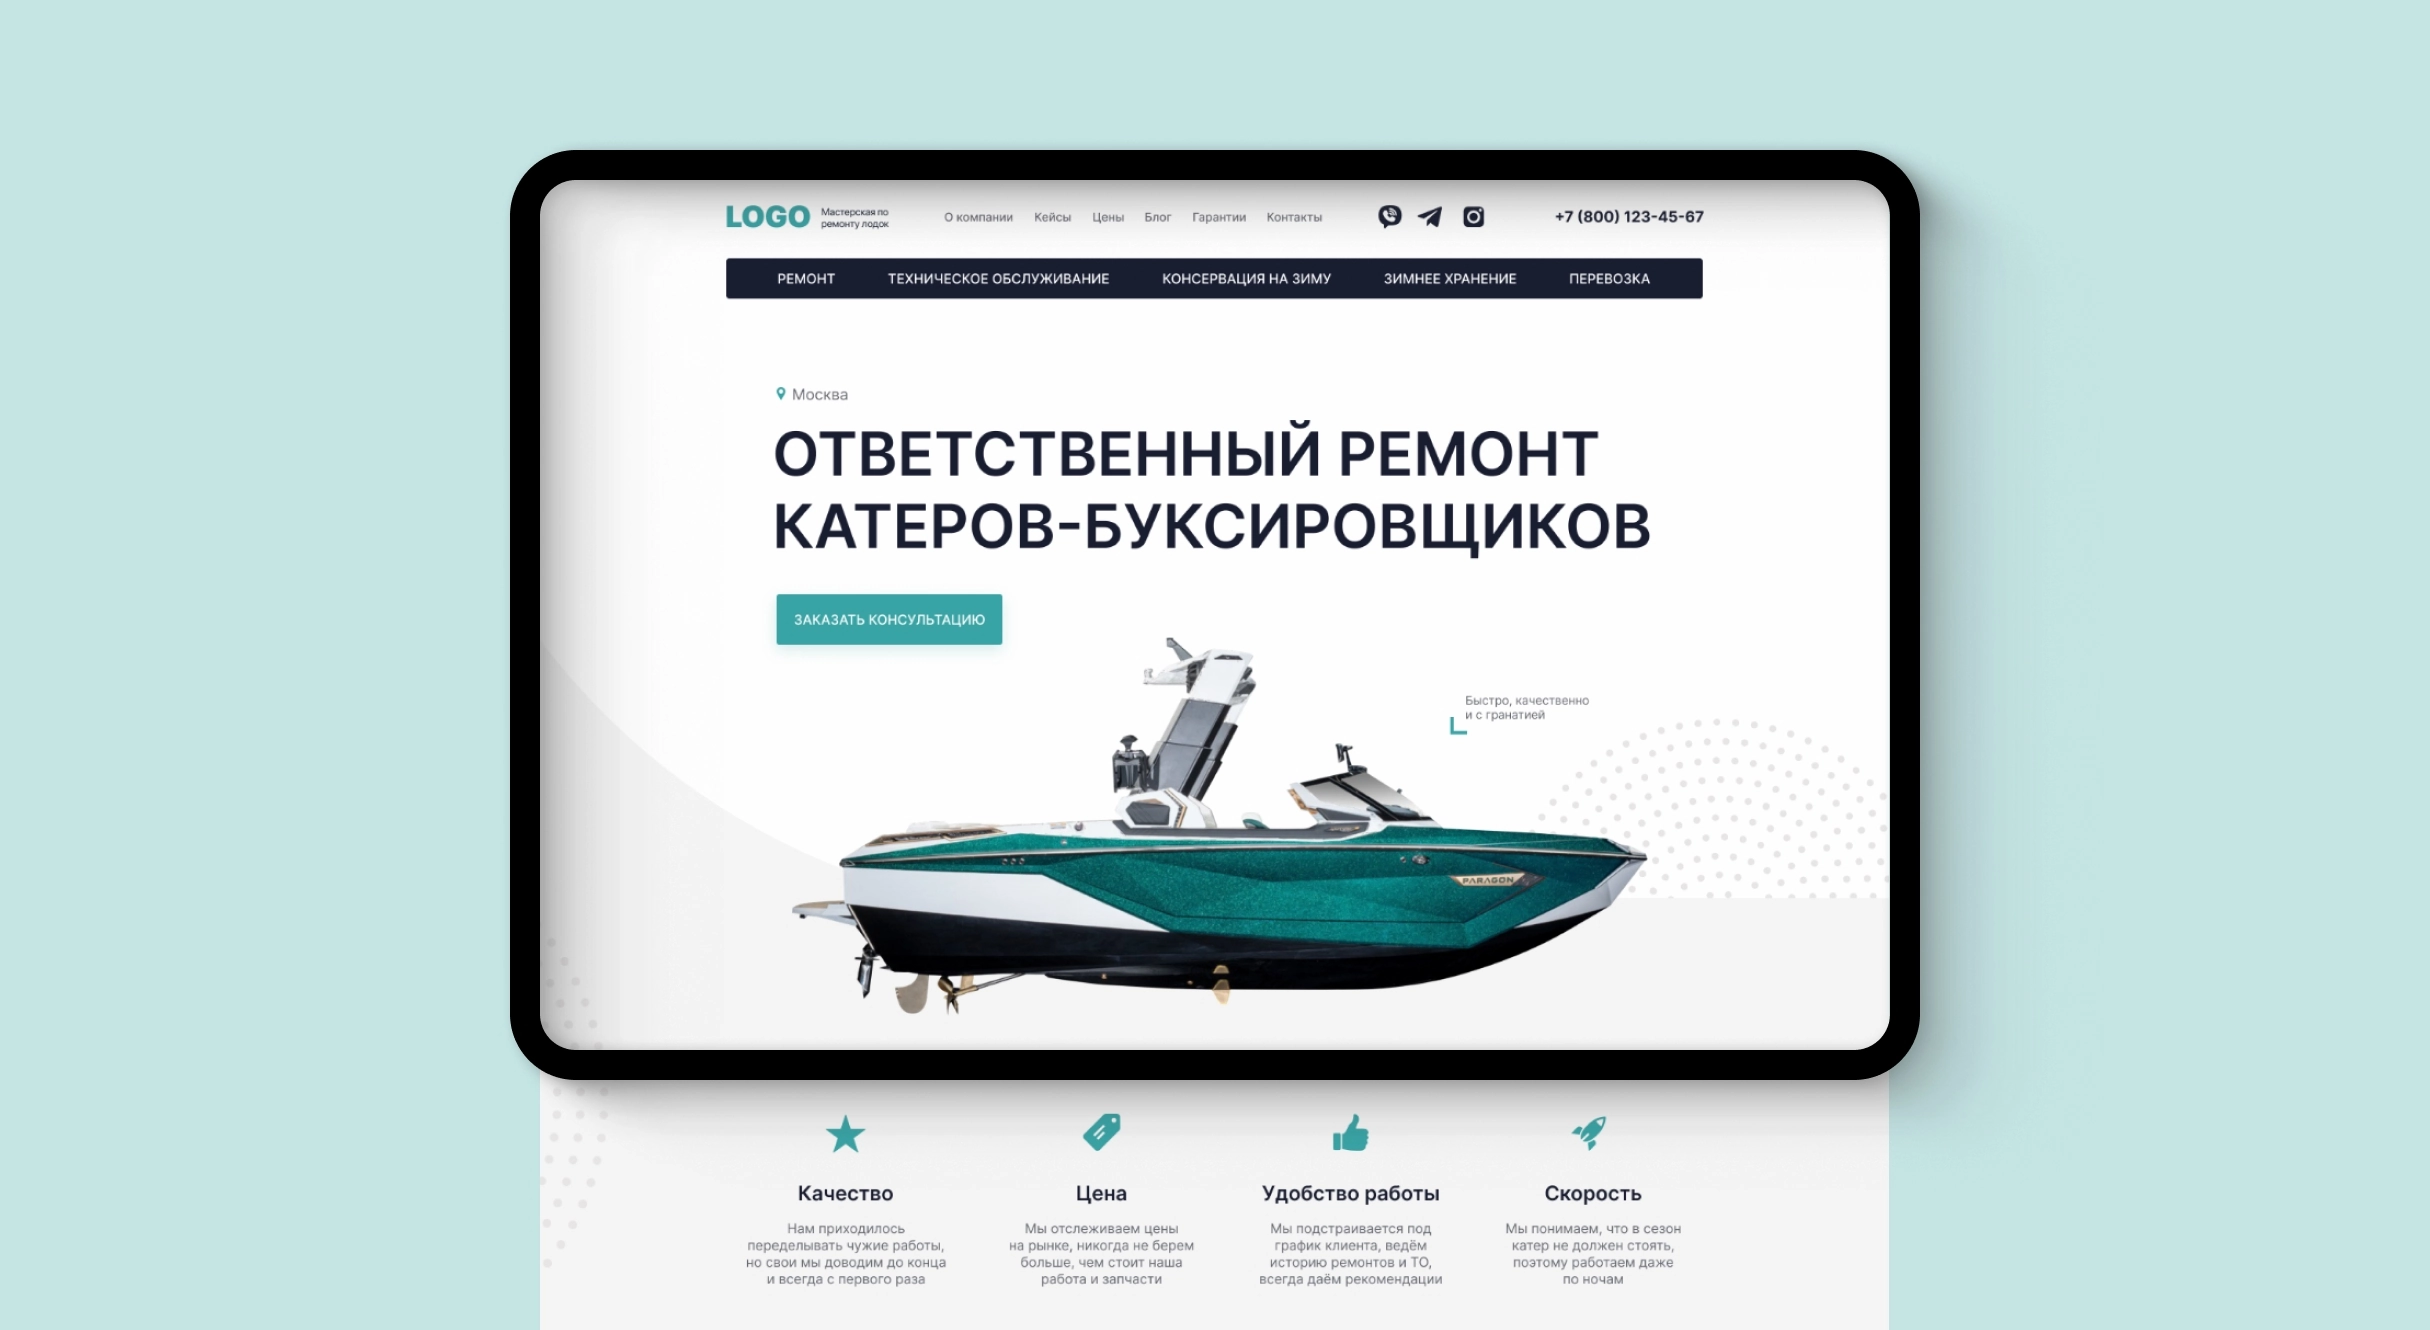 LOGO
Мастерская по
ремонту лодок
О компании Кейсы Цены Блог Гарантии Контакты
+7 (800) 123-45-67
РЕМОНТ ТЕХНИЧЕСКОЕ ОБСЛУЖИВАНИЕ КОНСЕРВАЦИЯ НА ЗИМУ ЗИМНЕЕ ХРАНЕНИЕ ПЕРЕВОЗКА
Москва
ОТВЕТСТВЕННЫЙ РЕМОНТ
КАТЕРОВ-БУКСИРОВЩИКОВ
ЗАКАЗАТЬ КОНСУЛЬТАЦИЮ
Быстро, качественно
и с гранатией
PARAGON
Качество
Нам приходилось
переделывать чужие работы,
но свои мы доводим до конца
и всегда с первого раза
Цена
Мы отслеживаем цены
на рынке, никогда не берем
больше, чем стоит наша
работа и запчасти
Удобство работы
Мы подстраивается под
график клиента, ведём
историю ремонтов и ТО,
всегда даём рекомендации
Скорость
Мы понимаем, что в сезон
катер не должен стоять,
поэтому работаем даже
по ночам